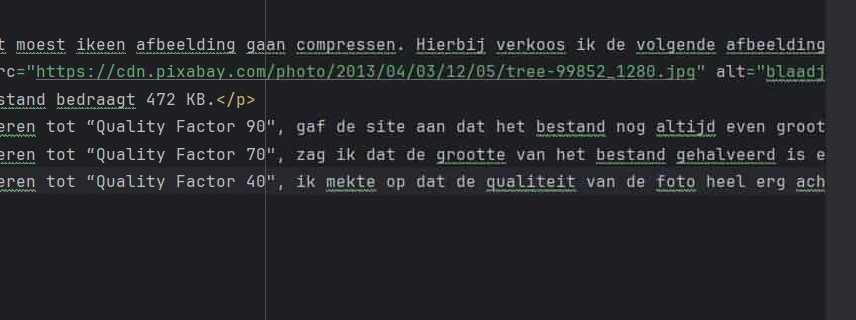 t moest ikeen afbeelding gaan compressen. Hierbij verkoos ik de volgende afbeelding
rc="https://cdn.pixabay.com/photo/2013/04/03/12/05/tree-99852_1280.jpg" alt="blaadj
stand bedraagt 472 KB.</p>
eren tot “Quality Factor 90", gaf de site aan dat het bestand nog altijd even groot
eren tot “Quality Factor 70", zag ik dat de grootte van het bestand gehalveerd is e
eren tot “Quality Factor 40", ik mekte op dat de qualiteit van de foto heel erg ach